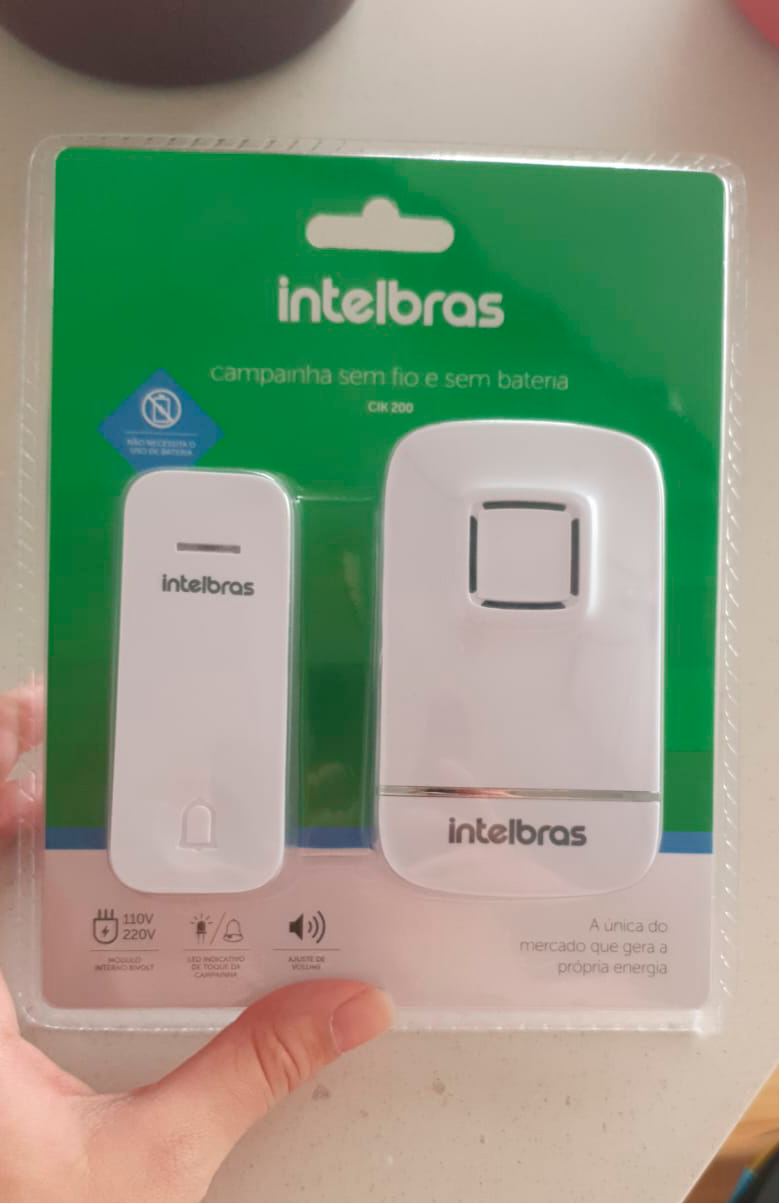 intelbras
campainha sem fio e sem bateria
CIK 200
NÃO NECESSITA O
USO DE BATERIA
intelbras
intelbras
110V
220V
MÓDULO
INTERNO BIVOLT
LED INDICATIVO
DE TOQUE DA
CAMPAINHA
AJUSTE DE
VOLUME
A única do
mercado que gera a
própria energia